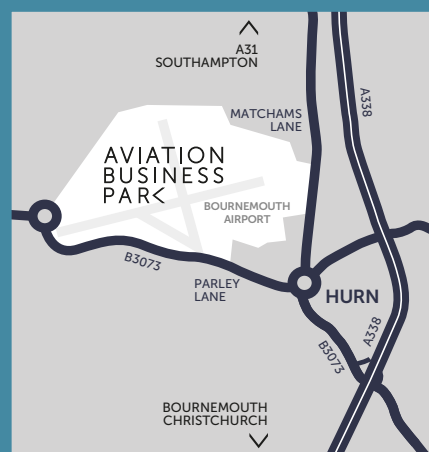 A31
SOUTHAMPTON
A338
MATCHAMS
LANE
AVIATION
BUSINESS
PARK
BOURNEMOUTH
AIRPORT
B3073
PARLEY
LANE
HURN
A338
B3073
BOURNEMOUTH
CHRISTCHURCH